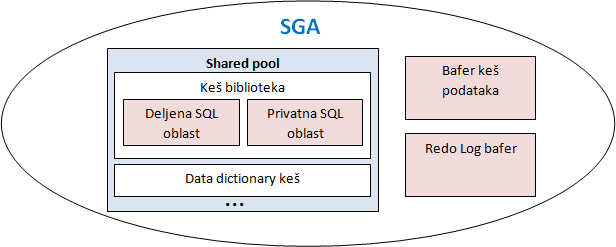 SGA
Shared pool
Keš biblioteka
Deljena SQL
oblast
Privatna SQL
oblast
Data dictionary keš
...
Bafer keš
podataka
Redo Log bafer